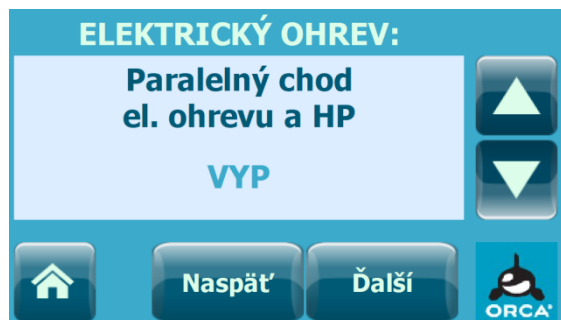 ELEKTRICKÝ OHREV:
Paralelný chod
el. ohrevu a HP
VYP
Naspäť
Ďalší
ORCA